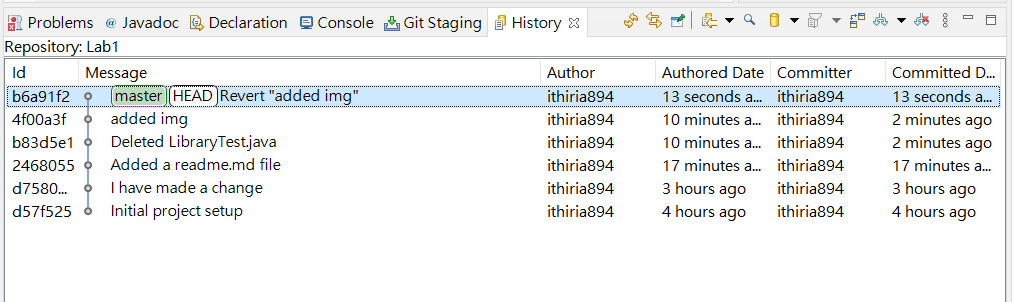 Problems @ Javadoc Declaration Console Git Staging History
Repository: Lab1
Id Message Author Authored Date Committer Committed D...
b6a91f2 master HEAD Revert "added img" ithiria894 13 seconds a... ithiria894 13 seconds a...
4f00a3f added img ithiria894 10 minutes a... ithiria894 2 minutes ago
b83d5e1 Deleted LibraryTest.java ithiria894 10 minutes a... ithiria894 2 minutes ago
2468055 Added a readme.md file ithiria894 17 minutes a... ithiria894 17 minutes a...
d7580... I have made a change ithiria894 3 hours ago ithiria894 3 hours ago
d57f525 Initial project setup ithiria894 4 hours ago ithiria894 4 hours ago